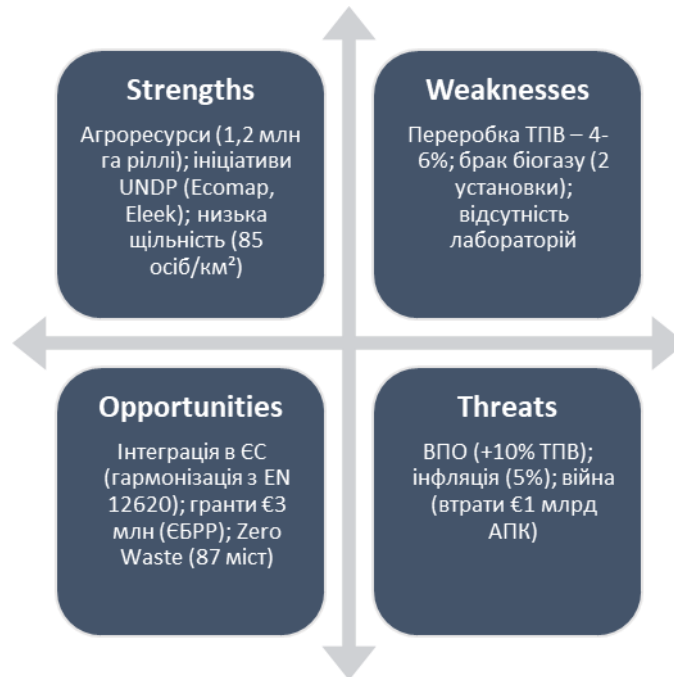 Strengths
Агроресурси (1,2 млн
га ріллі); ініціативи
UNDP (Ecomap,
Eleek); низька
щільність (85
осіб/км²)
Weaknesses
Переробка ТПВ – 4-
6%; брак біогазу (2
установки);
відсутність
лабораторій
Opportunities
Інтеграція в ЄС
(гармонізація з EN
12620); гранти €3
млн (ЄБРР); Zero
Waste (87 міст)
Threats
ВПО (+10% ТПВ);
інфляція (5%); війна
(втрати €1 млрд
АПК)